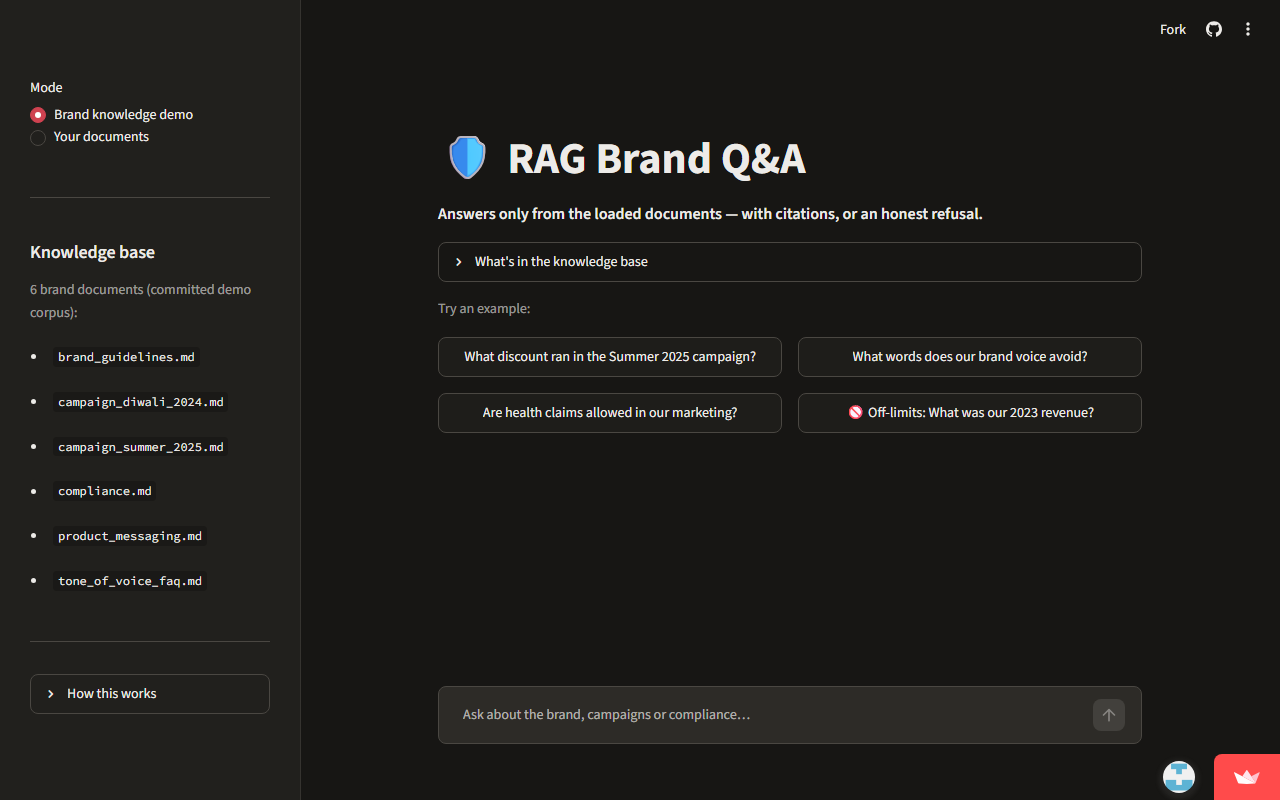 Fork
Mode
Brand knowledge demo
Your documents
Knowledge base
6 brand documents (committed demo
corpus):
brand_guidelines.md
campaign_diwali_2024.md
campaign_summer_2025.md
compliance.md
product_messaging.md
tone_of_voice_faq.md
How this works
RAG Brand Q&A
Answers only from the loaded documents — with citations, or an honest refusal.
What's in the knowledge base
Try an example:
What discount ran in the Summer 2025 campaign?
What words does our brand voice avoid?
Are health claims allowed in our marketing?
Off-limits: What was our 2023 revenue?
Ask about the brand, campaigns or compliance…